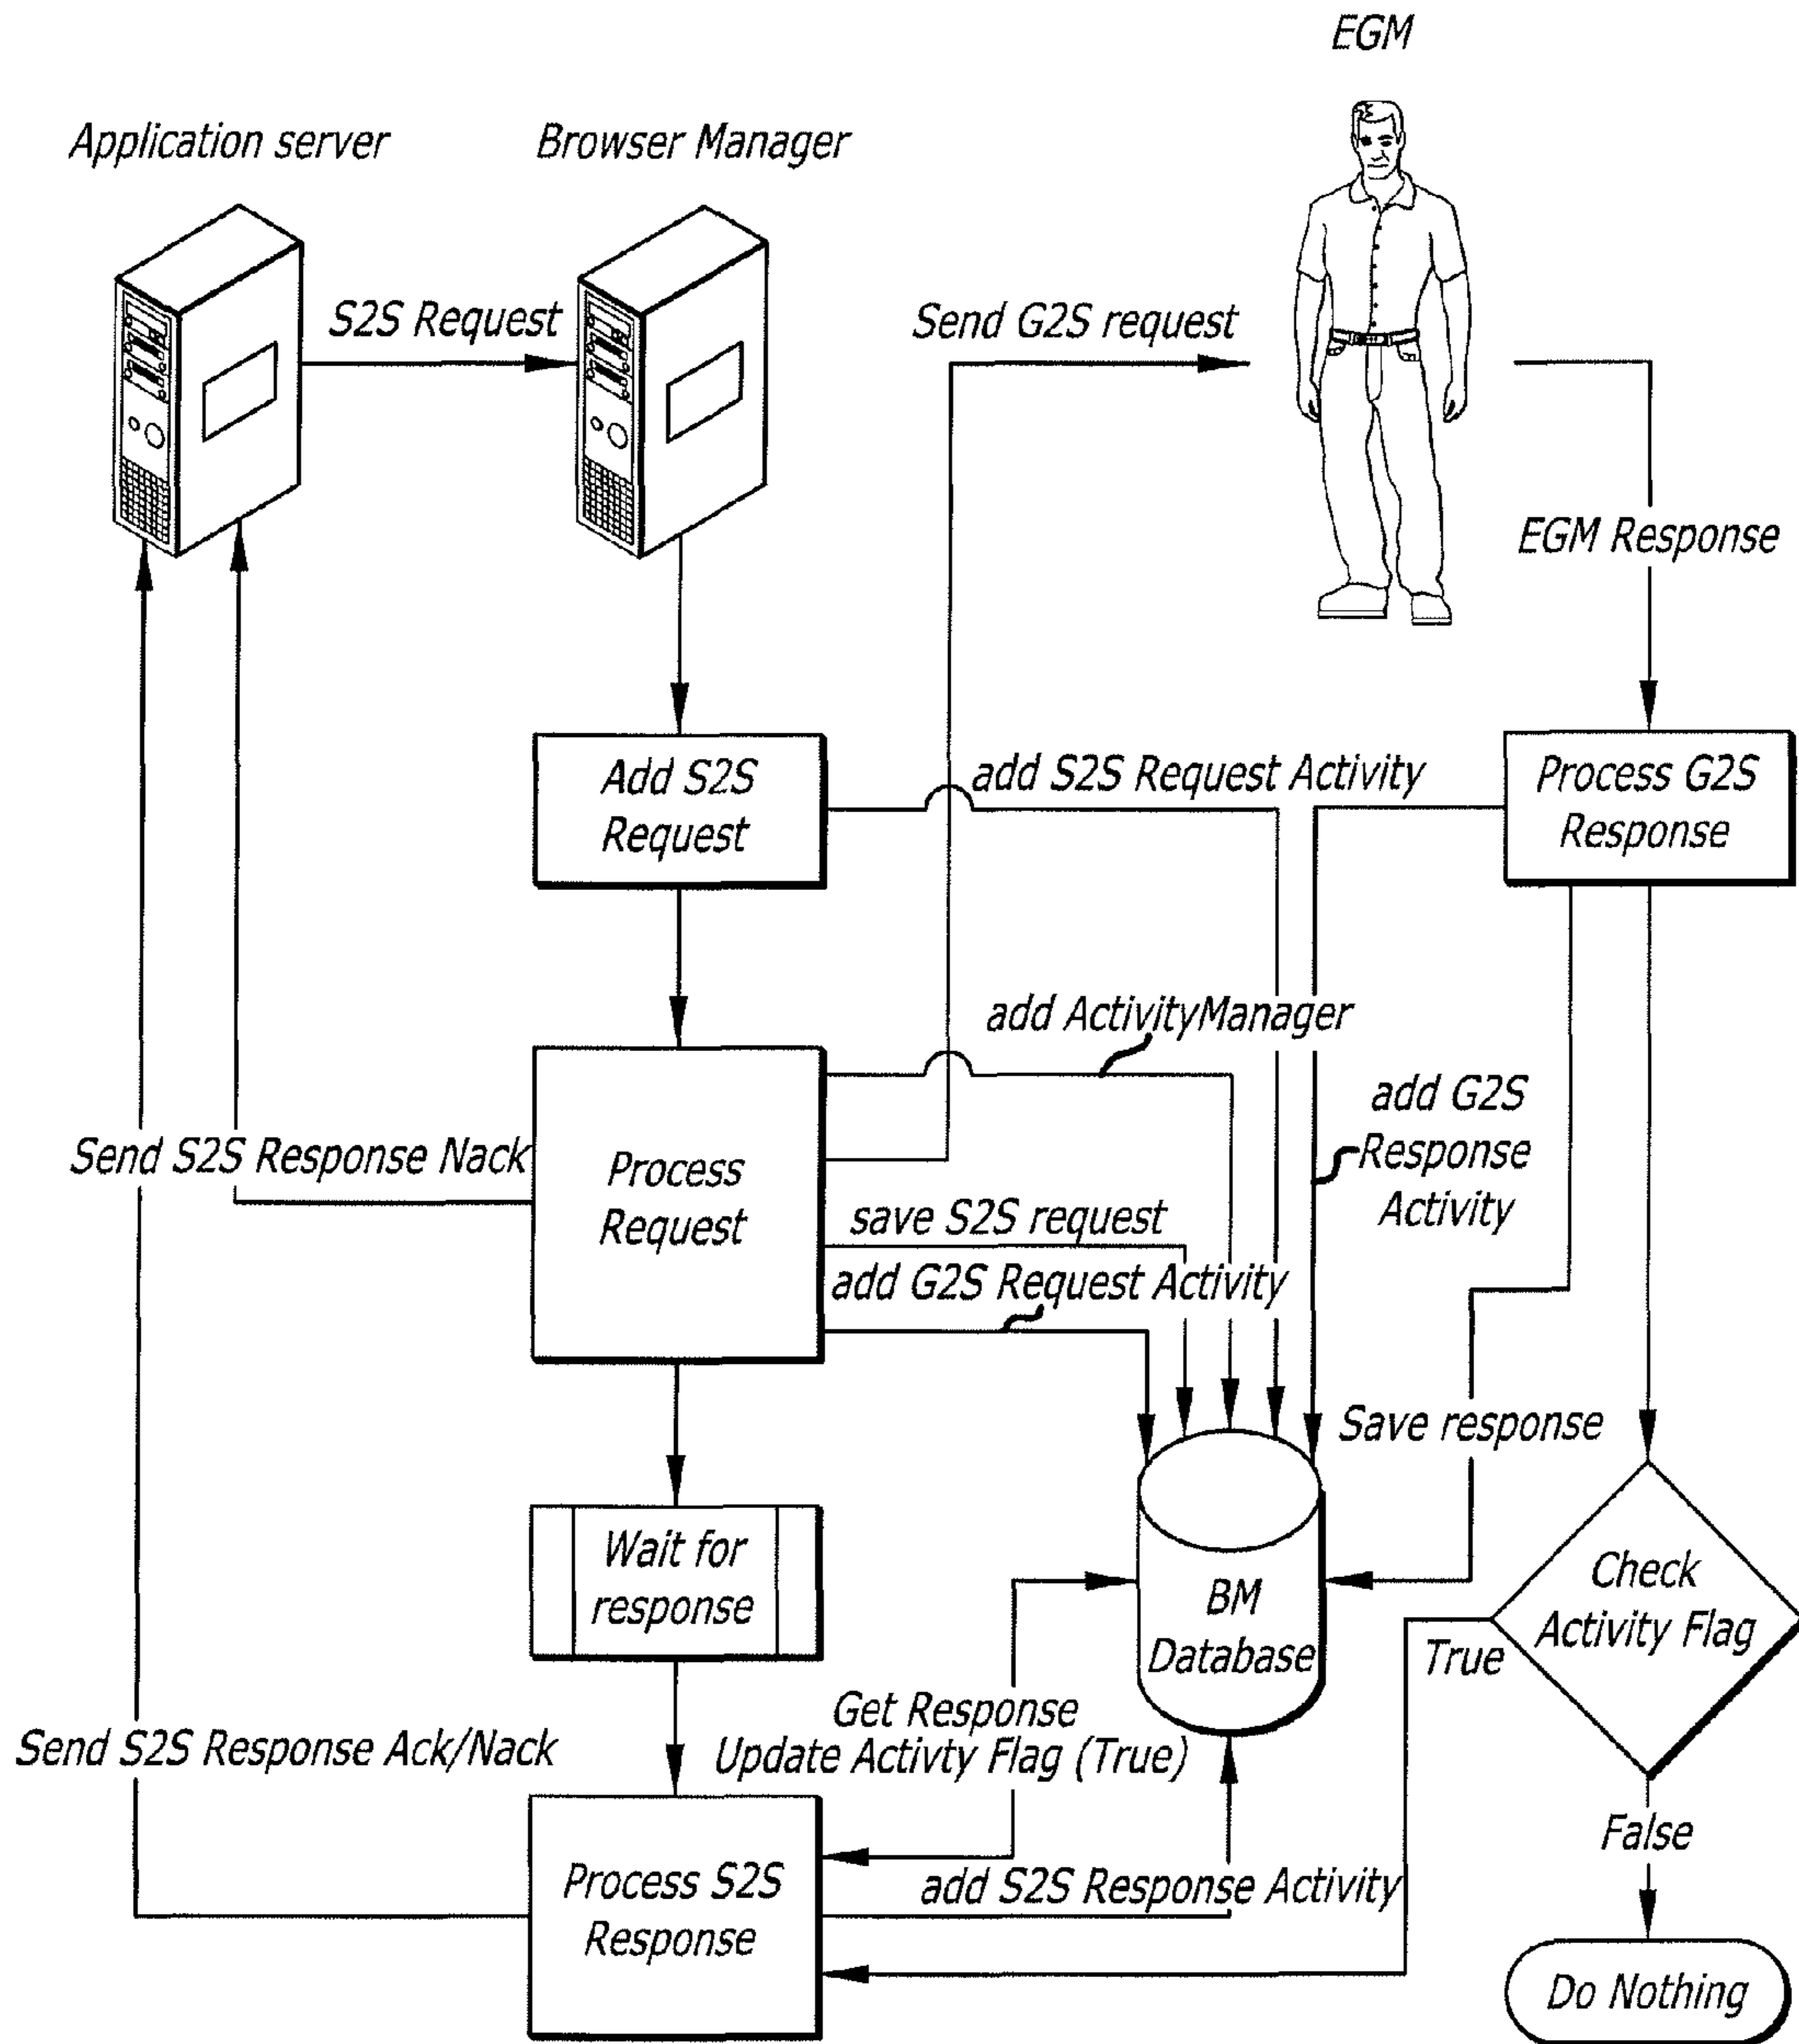 EGM
Application server
Browser Manager
S2S Request
Send G2S request
EGM Response
Add S2S
Request
add S2S Request Activity
Process G2S
Response
add ActivityManager
add G2S
Response
Activity
Send S2S Response Nack
Process
Request
save S2S request
add G2S Request Activity
Save response
Wait for
response
BM
Database
Check
Activity Flag
True
Get Response
Update Activty Flag (True)
Send S2S Response Ack/Nack
False
Process S2S
Response
add S2S Response Activity
Do Nothing